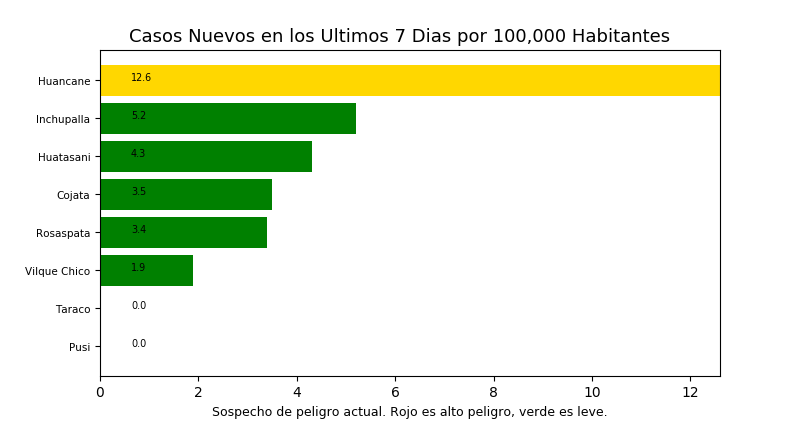 Casos Nuevos en los Ultimos 7 Dias por 100,000 Habitantes
Huancane 12.6
Inchupalla 5.2
Huatasani 4.3
Cojata 3.5
Rosaspata 3.4
Vilque Chico 1.9
Taraco 0.0
Pusi 0.0
0 2 4 6 8 10 12
Sospecho de peligro actual. Rojo es alto peligro, verde es leve.